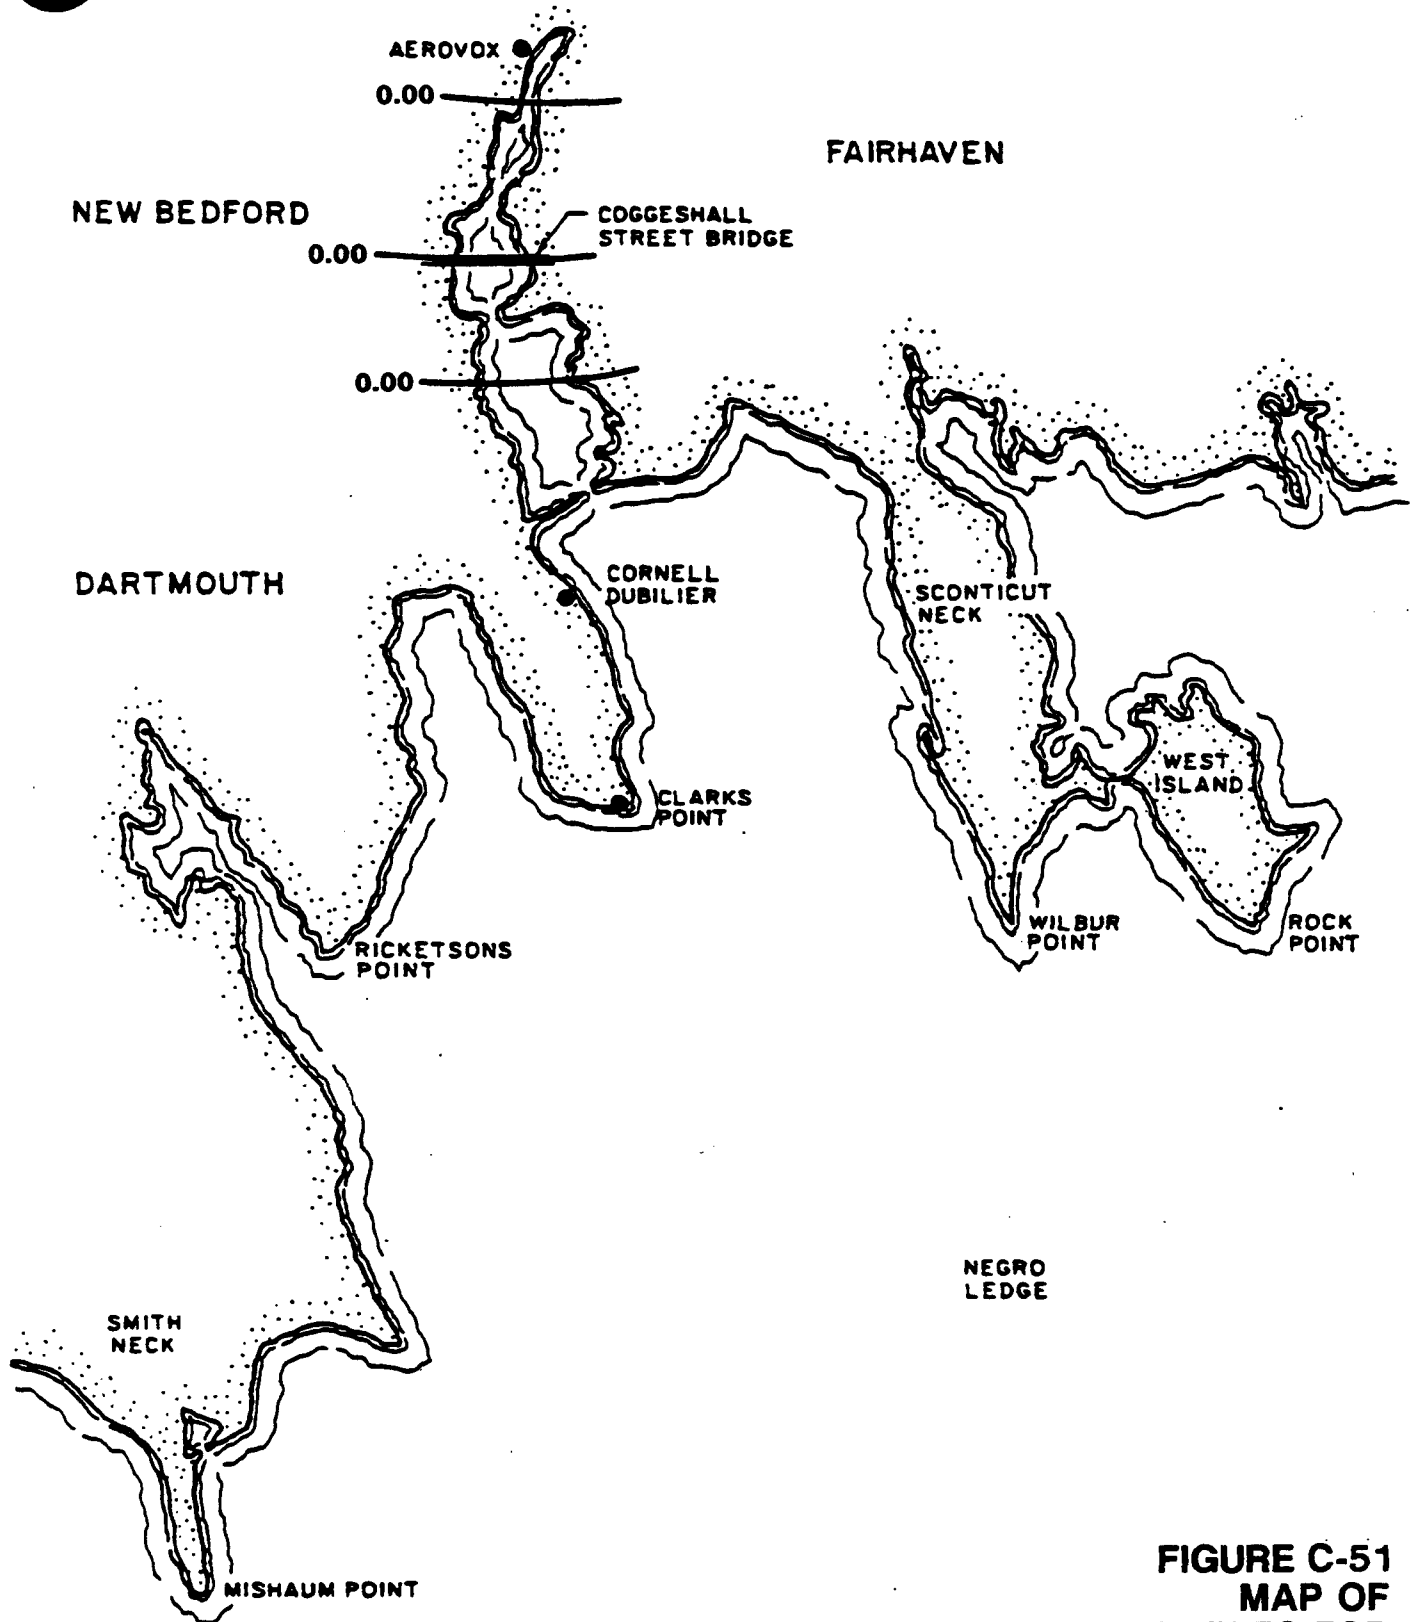 AEROVOX
0.00
FAIRHAVEN
NEW BEDFORD
COGGESHALL
STREET BRIDGE
0.00
0.00
DARTMOUTH
CORNELL
DUBILIER
SCONTICUT
NECK
WEST
ISLAND
CLARKS
POINT
WILBUR
POINT
ROCK
POINT
RICKETSONS
POINT
NEGRO
LEDGE
SMITH
NECK
MISHAUM POINT
FIGURE C-51
MAP OF